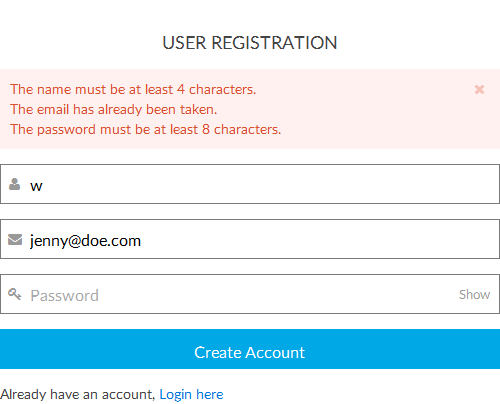 USER REGISTRATION
The name must be at least 4 characters.
The email has already been taken.
The password must be at least 8 characters.
w
jenny@doe.com
Password Show
Create Account
Already have an account, Login here